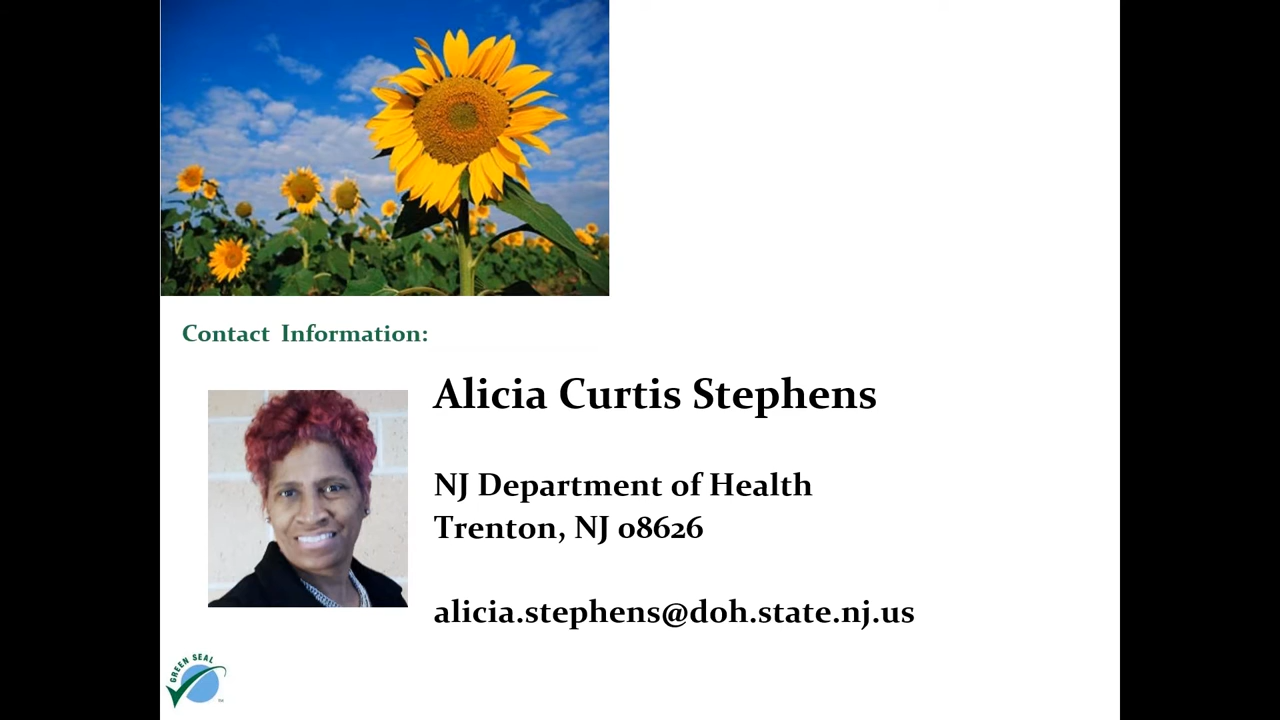 Contact Information:
Alicia Curtis Stephens
NJ Department of Health
Trenton, NJ 08626
alicia.stephens@doh.state.nj.us
GREEN SEAL